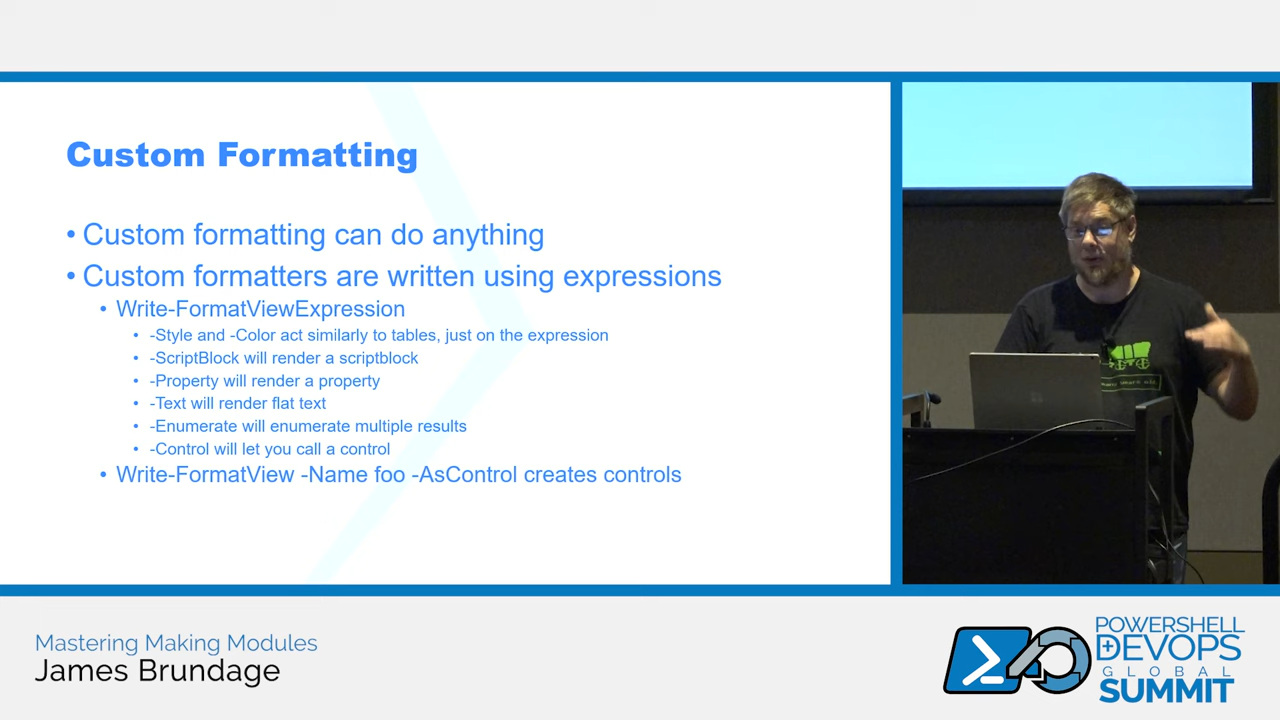 Custom Formatting
• Custom formatting can do anything
• Custom formatters are written using expressions
• Write-FormatViewExpression
• -Style and -Color act similarly to tables, just on the expression
• -ScriptBlock will render a scriptblock
• -Property will render a property
• -Text will render flat text
• -Enumerate will enumerate multiple results
• -Control will let you call a control
• Write-FormatView -Name foo -AsControl creates controls
Mastering Making Modules
James Brundage
POWERSHELL
DEVOPS
GLOBAL
SUMMIT